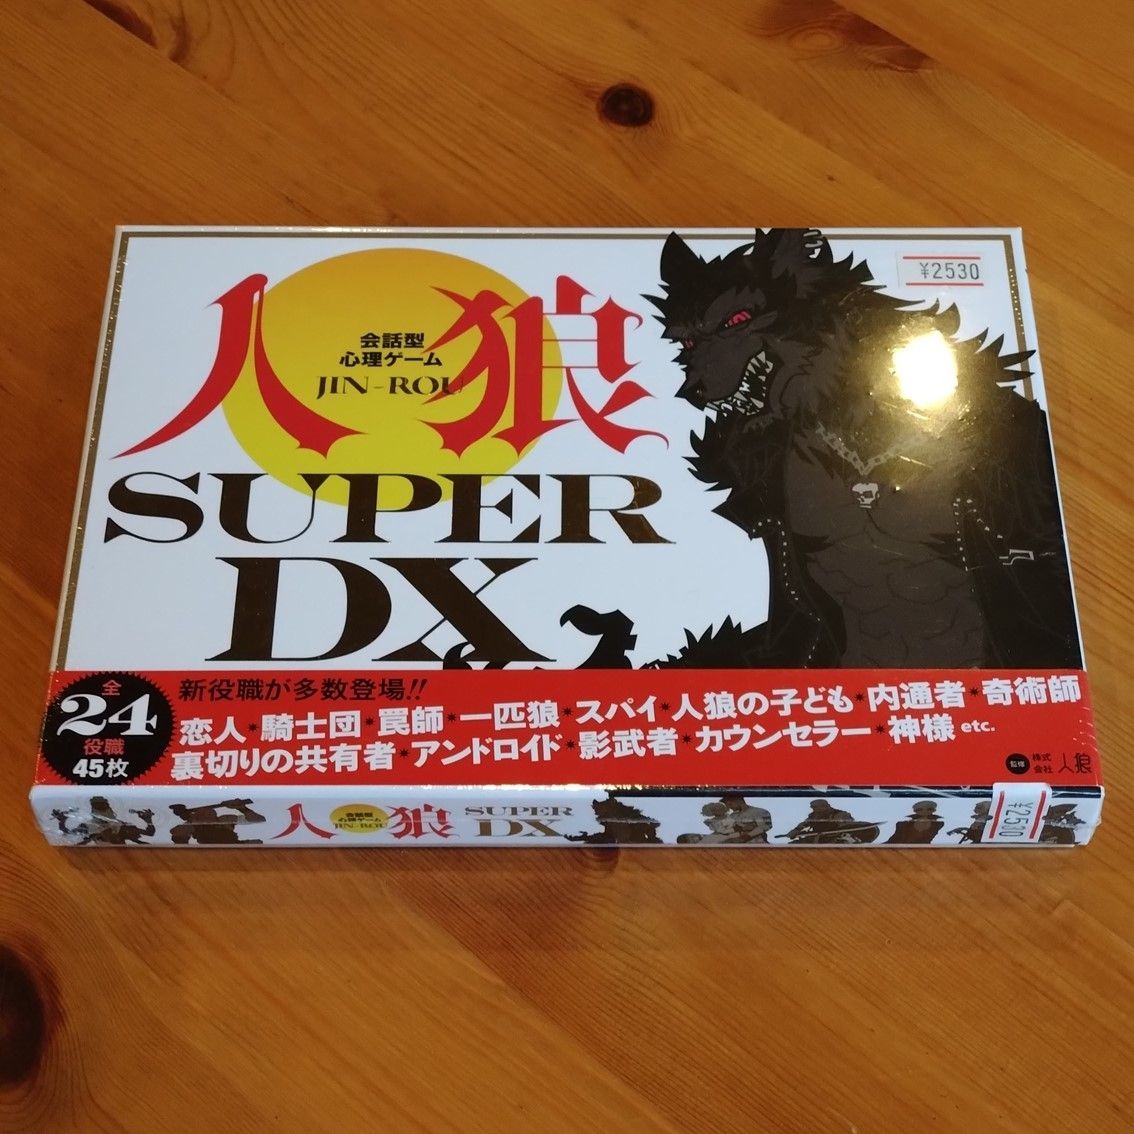 ¥2530
人狼
会話型
心理ゲーム
JIN-ROU
SUPER
DX
全
24
役職
45枚
新役職が多数登場!!
恋人*騎士団*罠師*一匹狼*スパイ*人狼の子ども*内通者*奇術師
裏切りの共有者*アンドロイド*影武者*カウンセラー*神様 etc.
監修 株式会社 人狼
人狼
会話型
心理ゲーム
JIN-ROU
SUPER
DX
¥2530